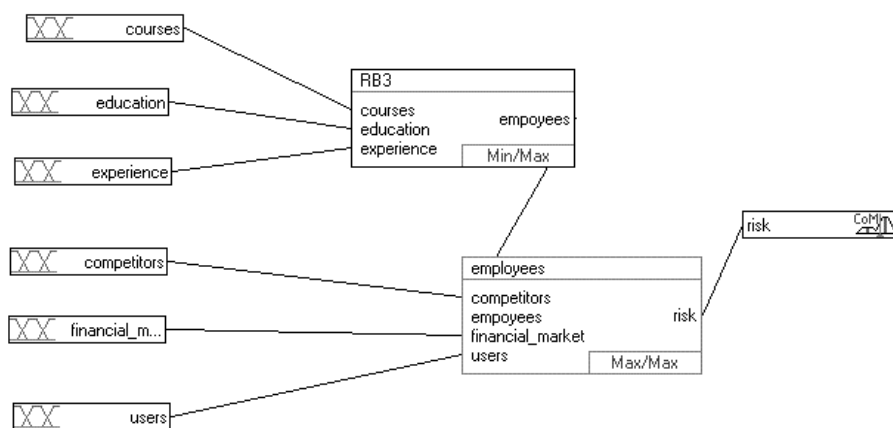 courses
education
experience
RB3
courses
education
experience
empoyees
Min/Max
competitors
financial_m...
users
employees
competitors
empoyees
financial_market
users
risk
Max/Max
risk